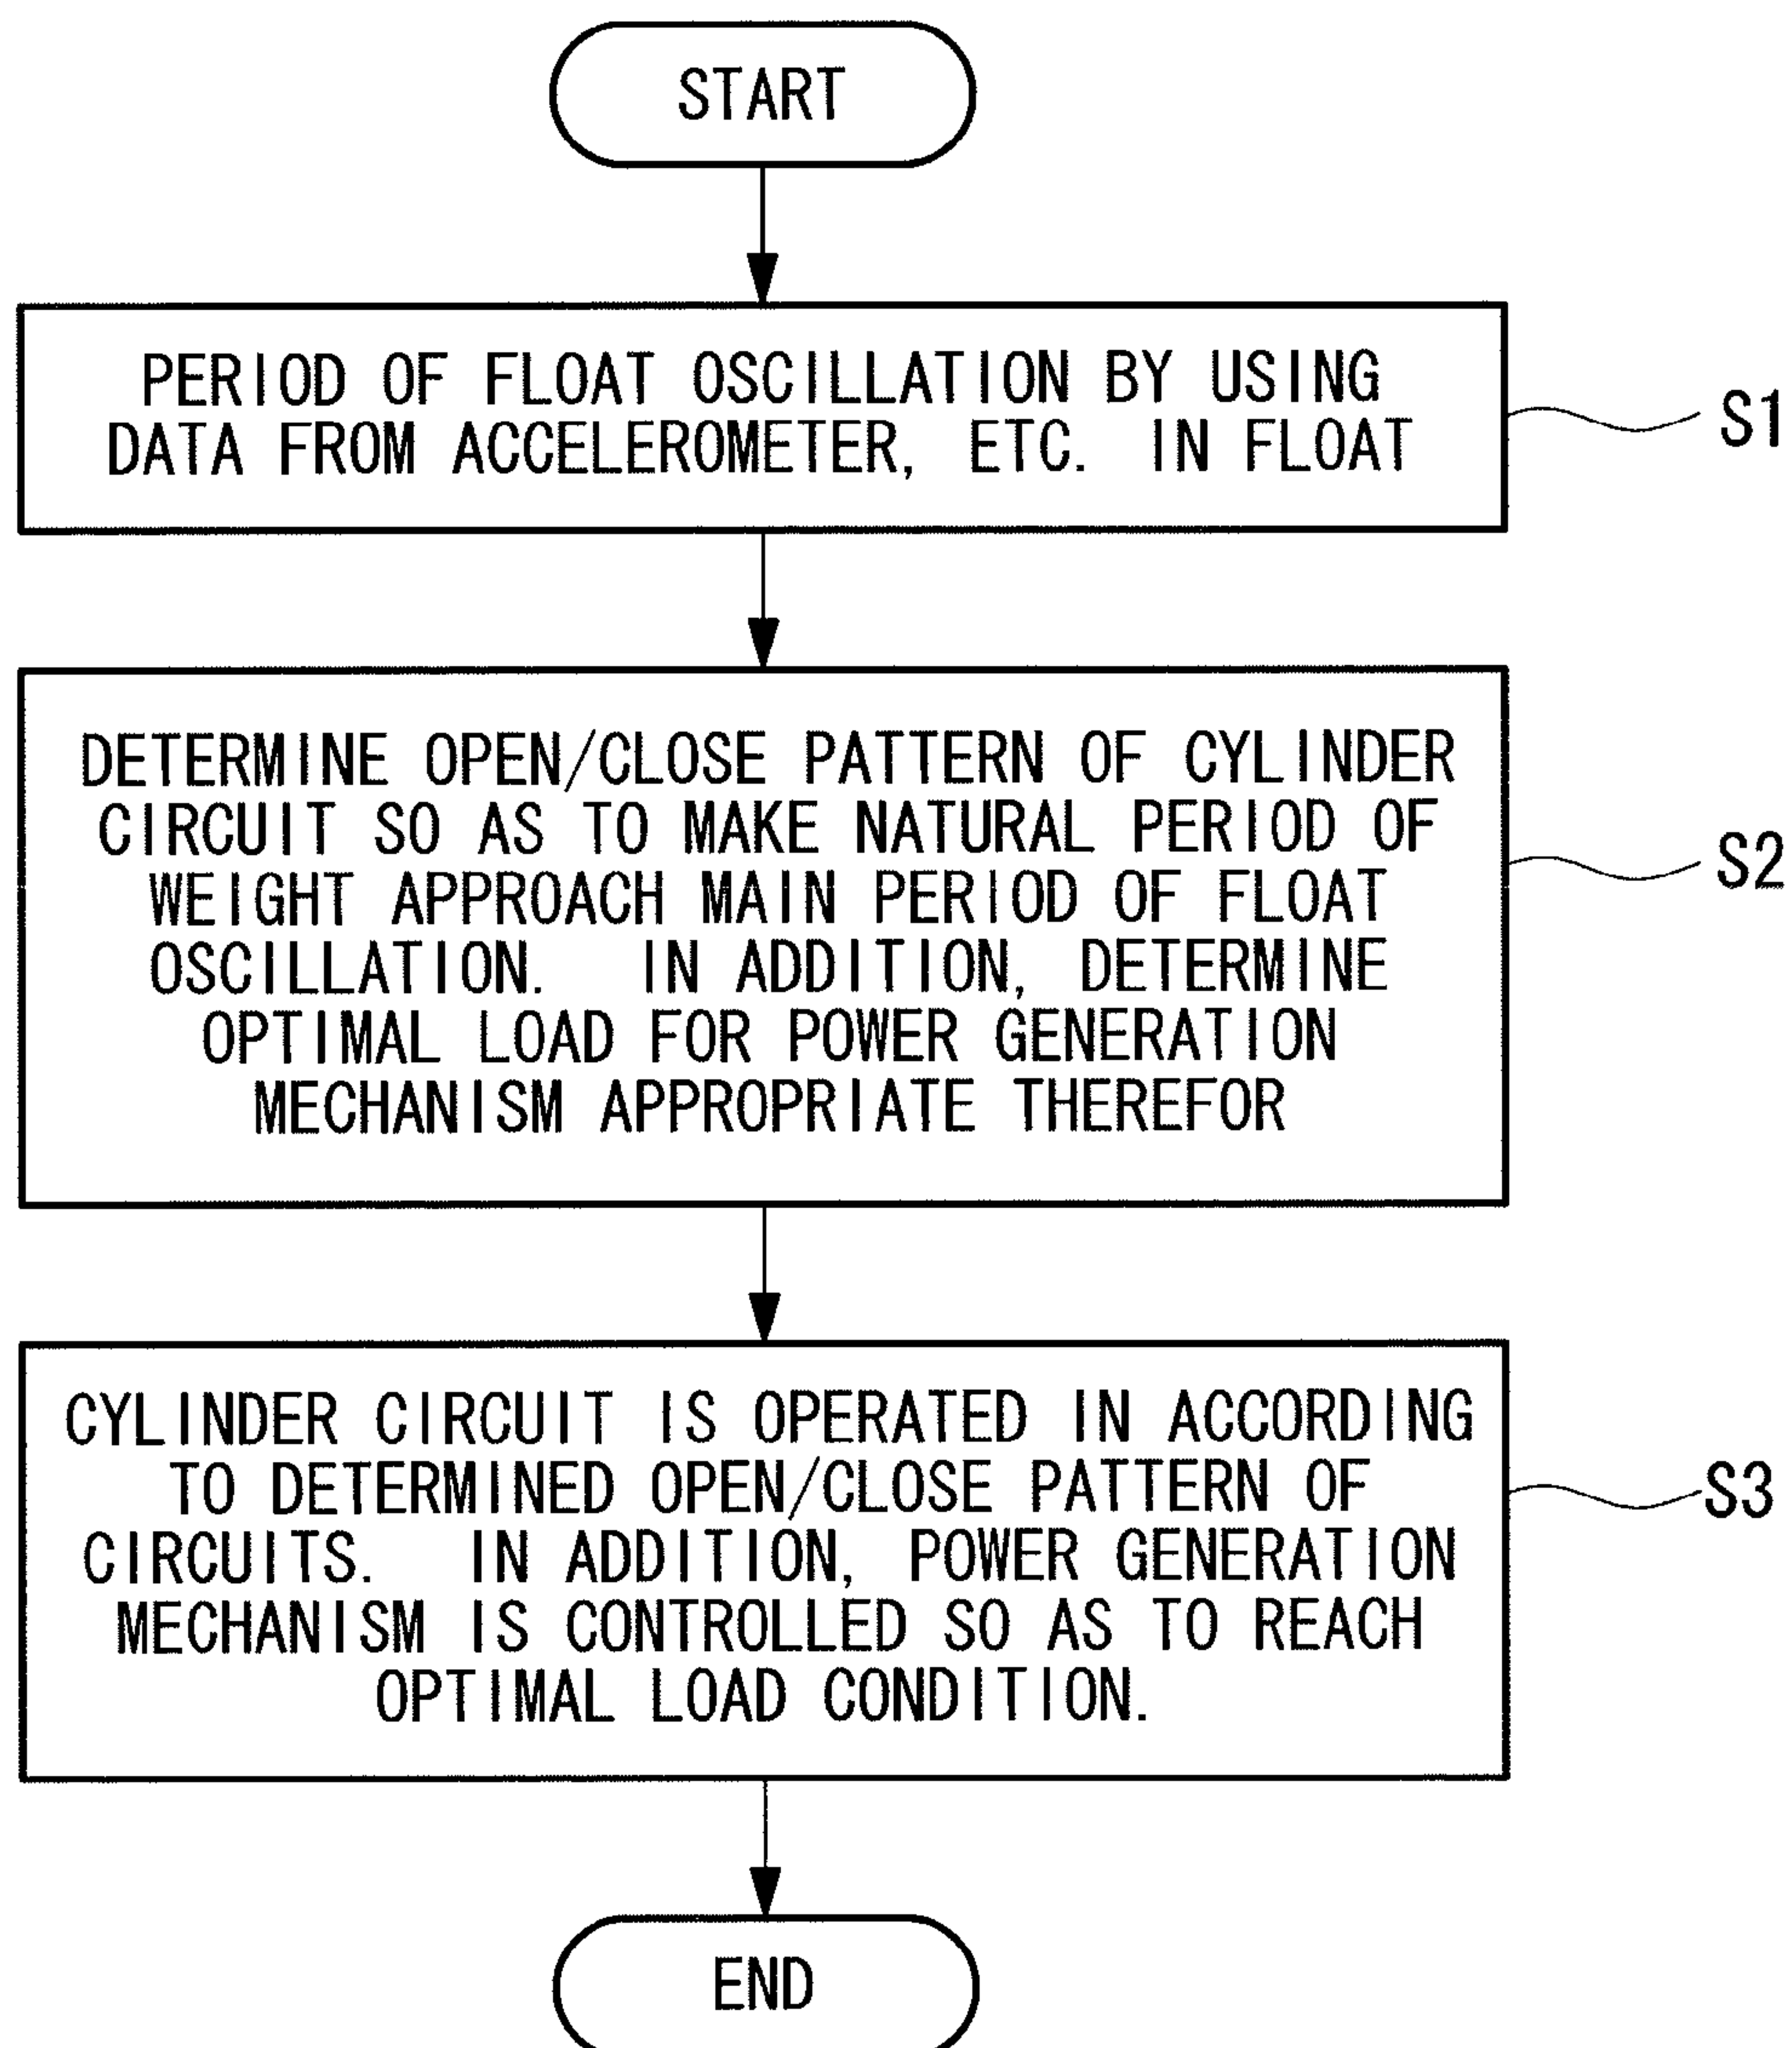 START
PERIOD OF FLOAT OSCILLATION BY USING
DATA FROM ACCELEROMETER, ETC. IN FLOAT
S1
DETERMINE OPEN/CLOSE PATTERN OF CYLINDER
CIRCUIT SO AS TO MAKE NATURAL PERIOD OF
WEIGHT APPROACH MAIN PERIOD OF FLOAT
OSCILLATION. IN ADDITION, DETERMINE
OPTIMAL LOAD FOR POWER GENERATION
MECHANISM APPROPRIATE THEREFOR
S2
CYLINDER CIRCUIT IS OPERATED IN ACCORDING
TO DETERMINED OPEN/CLOSE PATTERN OF
CIRCUITS. IN ADDITION, POWER GENERATION
MECHANISM IS CONTROLLED SO AS TO REACH
OPTIMAL LOAD CONDITION.
S3
END